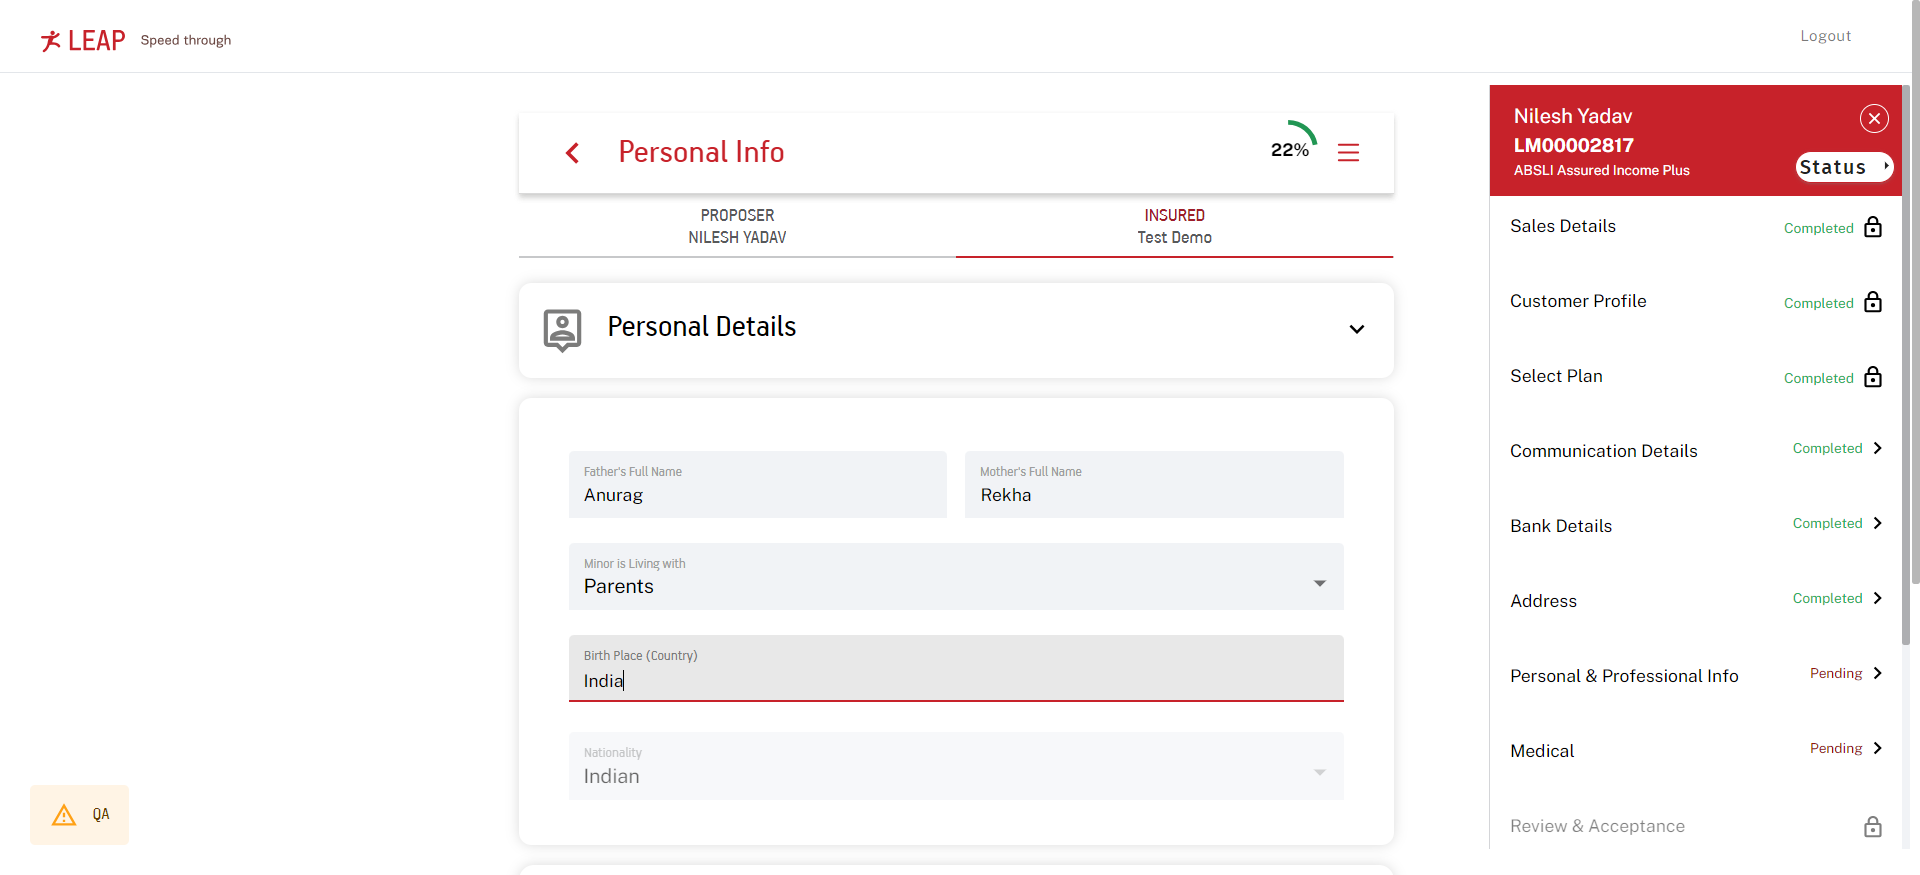 LEAP Speed through
Logout
Personal Info
22%
PROPOSER
NILESH YADAV
INSURED
Test Demo
Personal Details
Father's Full Name
Anurag
Mother's Full Name
Rekha
Minor is Living with
Parents
Birth Place (Country)
India
Nationality
Indian
QA
Nilesh Yadav
LM00002817
ABSLI Assured Income Plus
Status
Sales Details Completed
Customer Profile Completed
Select Plan Completed
Communication Details Completed
Bank Details Completed
Address Completed
Personal & Professional Info Pending
Medical Pending
Review & Acceptance